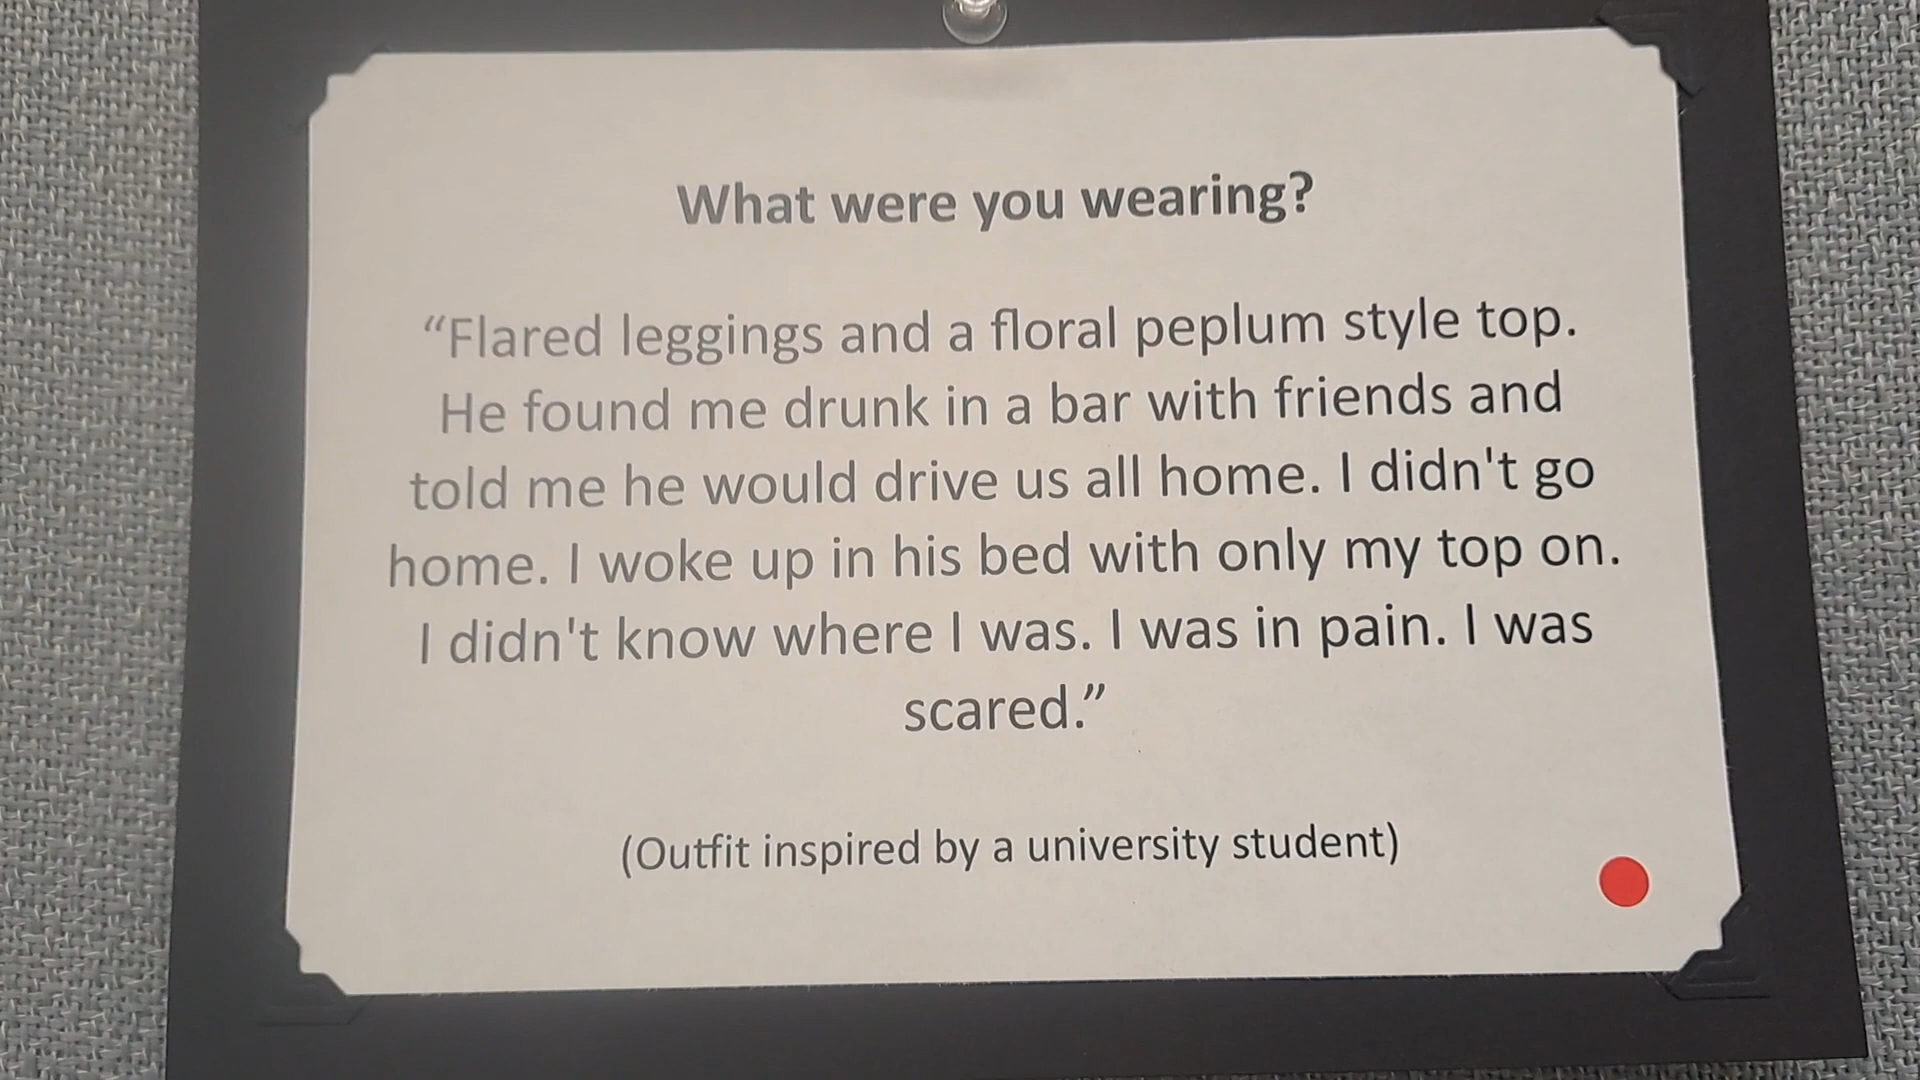 What were you wearing?
“Flared leggings and a floral peplum style top.
He found me drunk in a bar with friends and
told me he would drive us all home. I didn't go
home. I woke up in his bed with only my top on.
I didn't know where I was. I was in pain. I was
scared.”
(Outfit inspired by a university student)